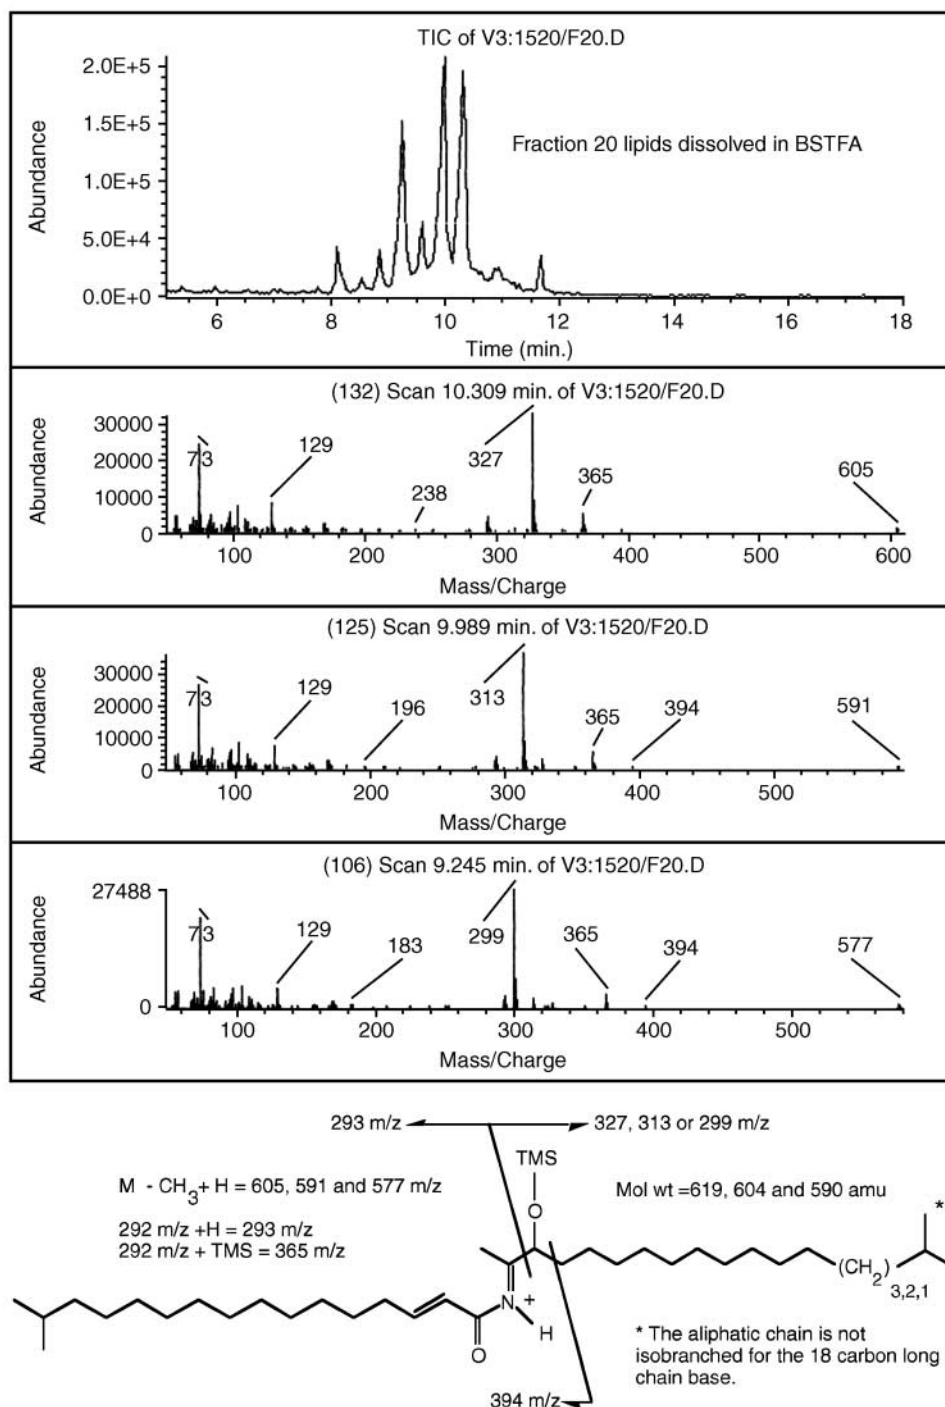 TIC of V3:1520/F20.D
Abundance
2.0E+5
1.5E+5
1.0E+5
5.0E+4
0.0E+0
Fraction 20 lipids dissolved in BSTFA
6 8 10 12 14 16 18
Time (min.)
(132) Scan 10.309 min. of V3:1520/F20.D
Abundance
30000
20000
10000
0
73
129
238
327
365
605
100 200 300 400 500 600
Mass/Charge
(125) Scan 9.989 min. of V3:1520/F20.D
Abundance
30000
20000
10000
0
73
129
196
313
365
394
591
100 200 300 400 500
Mass/Charge
(106) Scan 9.245 min. of V3:1520/F20.D
Abundance
27488
0
73
129
183
299
365
394
577
100 200 300 400 500
Mass/Charge
293 m/z
327, 313 or 299 m/z
TMS
O
M - CH3+ H = 605, 591 and 577 m/z
Mol wt =619, 604 and 590 amu
*
292 m/z +H = 293 m/z
292 m/z + TMS = 365 m/z
(CH2)
3,2,1
N +
H
O
* The aliphatic chain is not
isobranched for the 18 carbon long
chain base.
394 m/z